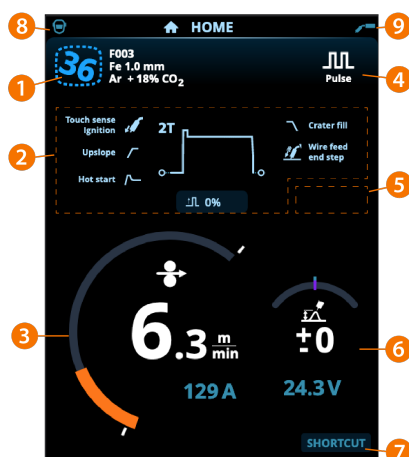 8
HOME
9
36
F003
Fe 1.0 mm
Ar + 18% CO2
Pulse
1
4
Touch sense
Ignition
2T
Crater fill
2
Upslope
Wire feed
end step
Hot start
5
0%
3
6.3 m
min
±0
6
129 A
24.3 V
SHORTCUT
7